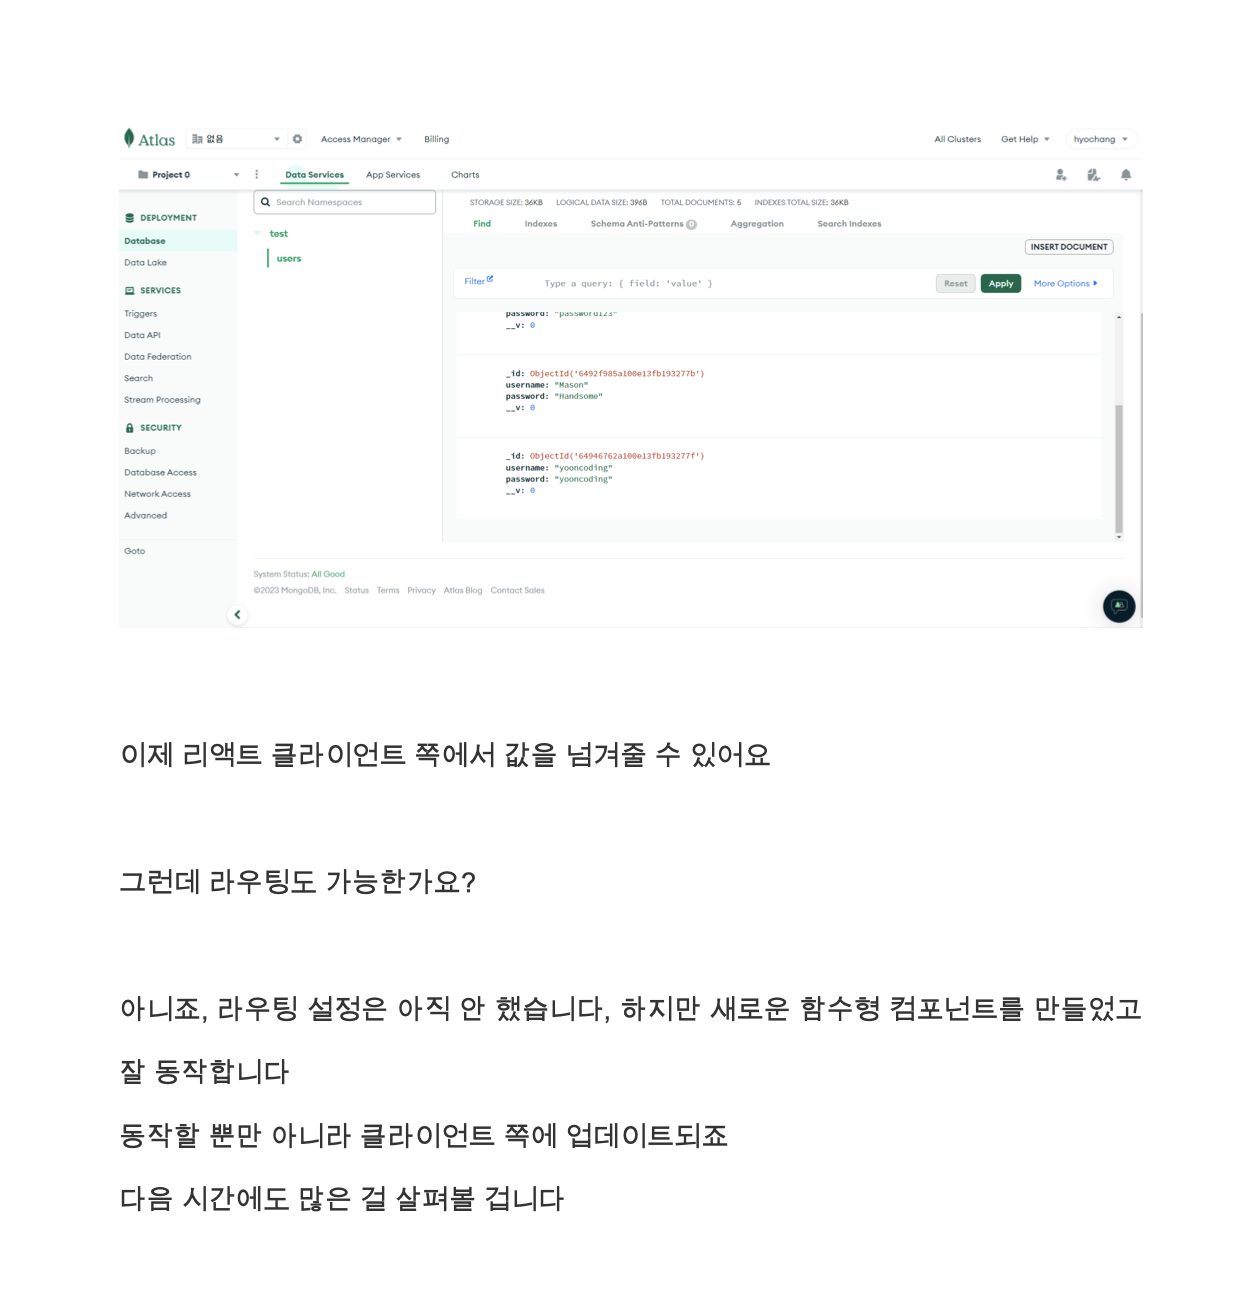 Atlas 없음 Access Manager Billing All Clusters Get Help hyochang
Project 0 Data Services App Services Charts
DEPLOYMENT
Database
Data Lake
SERVICES
Triggers
Data API
Data Federation
Search
Stream Processing
SECURITY
Backup
Database Access
Network Access
Advanced
Goto
Search Namespaces
test
users
STORAGE SIZE: 36KB LOGICAL DATA SIZE: 396B TOTAL DOCUMENTS: 5 INDEXES TOTAL SIZE: 36KB
Find Indexes Schema Anti-Patterns 0 Aggregation Search Indexes
INSERT DOCUMENT
Filter Type a query: { field: 'value' } Reset Apply More Options
password: "password123"
__v: 0
_id: ObjectId('6492f985a100e13fb193277b')
username: "Mason"
password: "Handsome"
__v: 0
_id: ObjectId('64946762a100e13fb193277f')
username: "yooncoding"
password: "yooncoding"
__v: 0
System Status: All Good
©2023 MongoDB, Inc. Status Terms Privacy Atlas Blog Contact Sales
이제 리액트 클라이언트 쪽에서 값을 넘겨줄 수 있어요
그런데 라우팅도 가능한가요?
아니죠, 라우팅 설정은 아직 안 했습니다, 하지만 새로운 함수형 컴포넌트를 만들었고
잘 동작합니다
동작할 뿐만 아니라 클라이언트 쪽에 업데이트되죠
다음 시간에도 많은 걸 살펴볼 겁니다